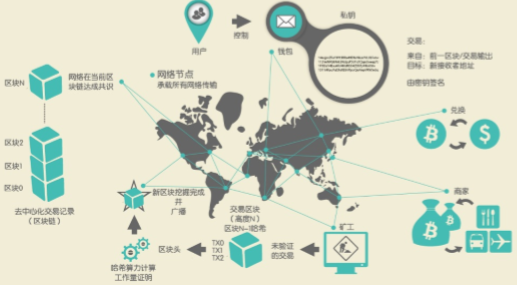 用户
控制
私钥
钱包
交易:
来自: 前一区块/交易输出
目标: 新接收者地址
由密钥签名
区块N
网络在当前区
块链达成共识
网络节点
承载所有网络传输
兑换
区块2
区块1
区块0
去中心化交易记录
(区块链)
新区块挖掘完成
并
广播
交易区块
(高度N)
区块N-1哈希
商家
矿工
区块头
TX0
TX1
TX2
未验证
的交易
哈希算力计算
工作量证明